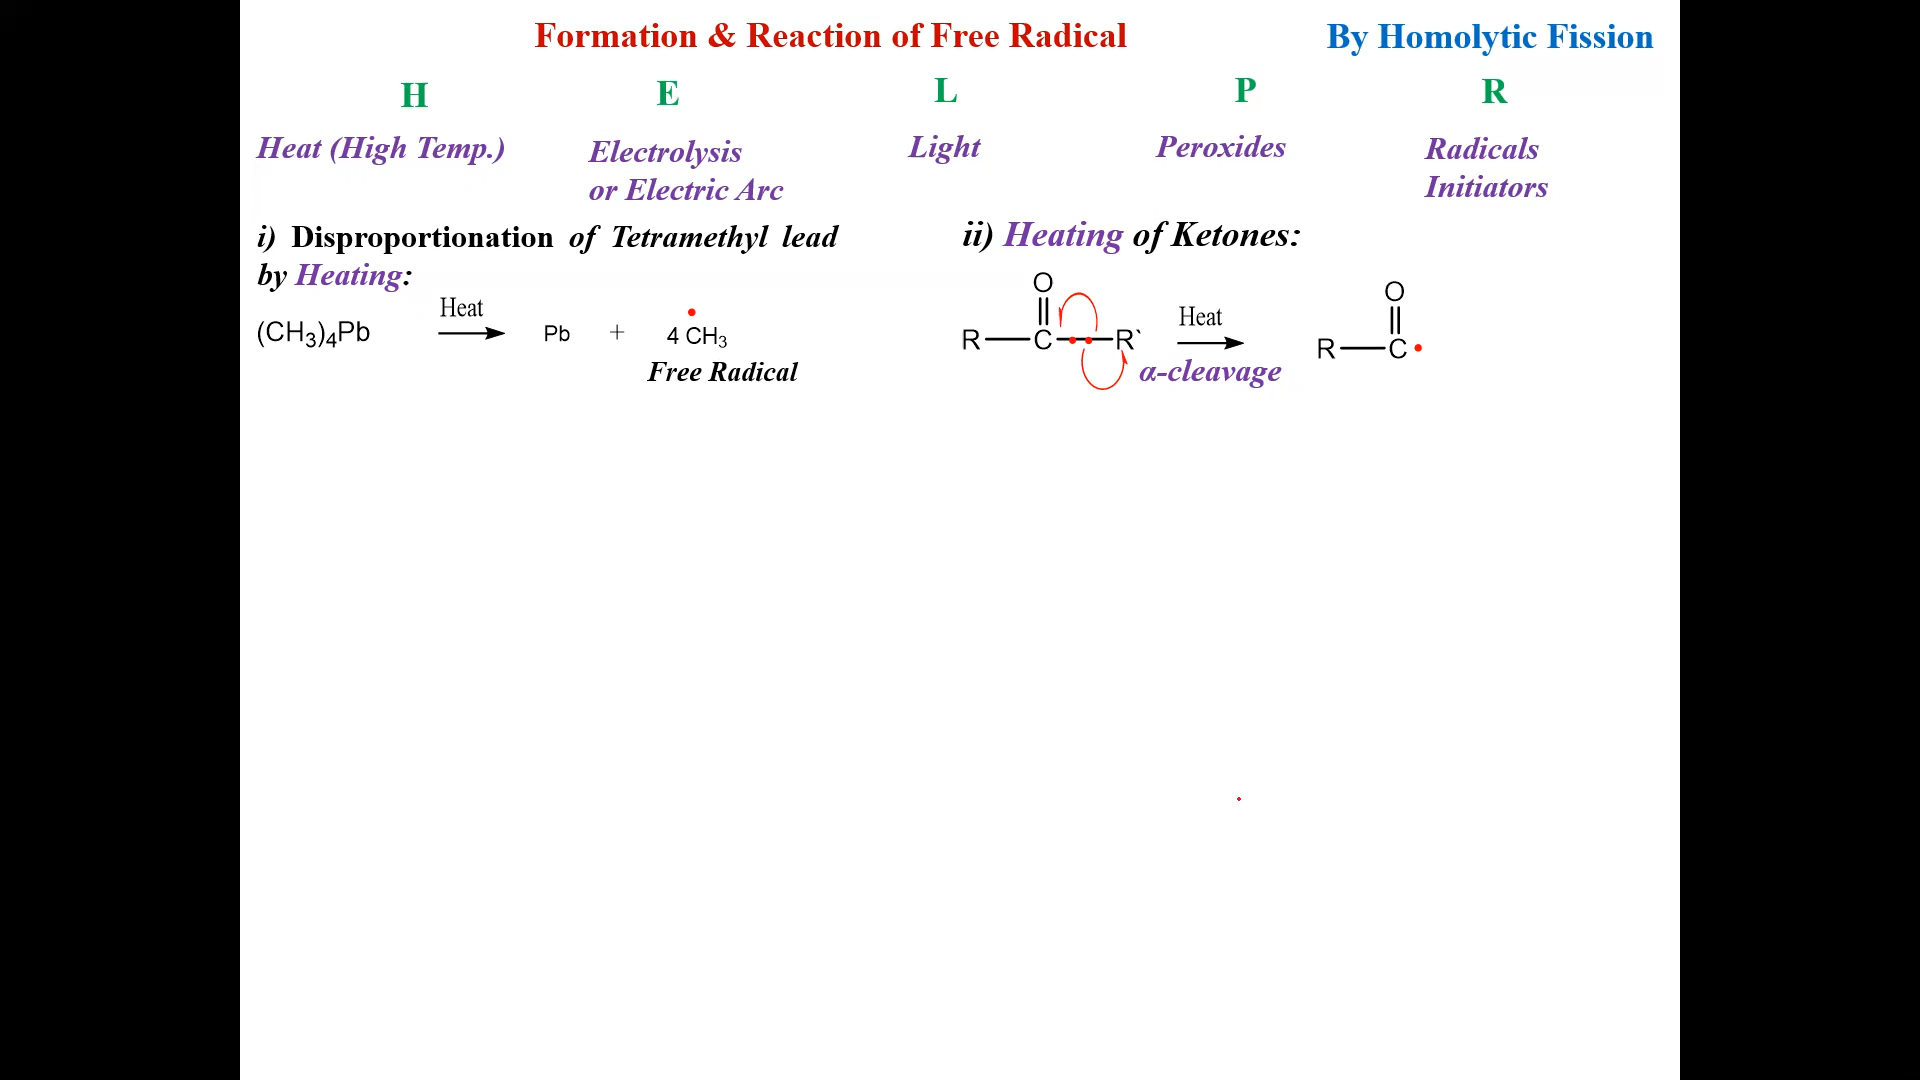 Formation & Reaction of Free Radical
By Homolytic Fission
H E L P R
Heat (High Temp.)
Electrolysis
or Electric Arc
Light
Peroxides
Radicals
Initiators
i) Disproportionation of Tetramethyl lead
by Heating:
(CH3)4Pb Heat Pb + 4 CH3
Free Radical
ii) Heating of Ketones:
O
R C R` Heat
α-cleavage
O
R C